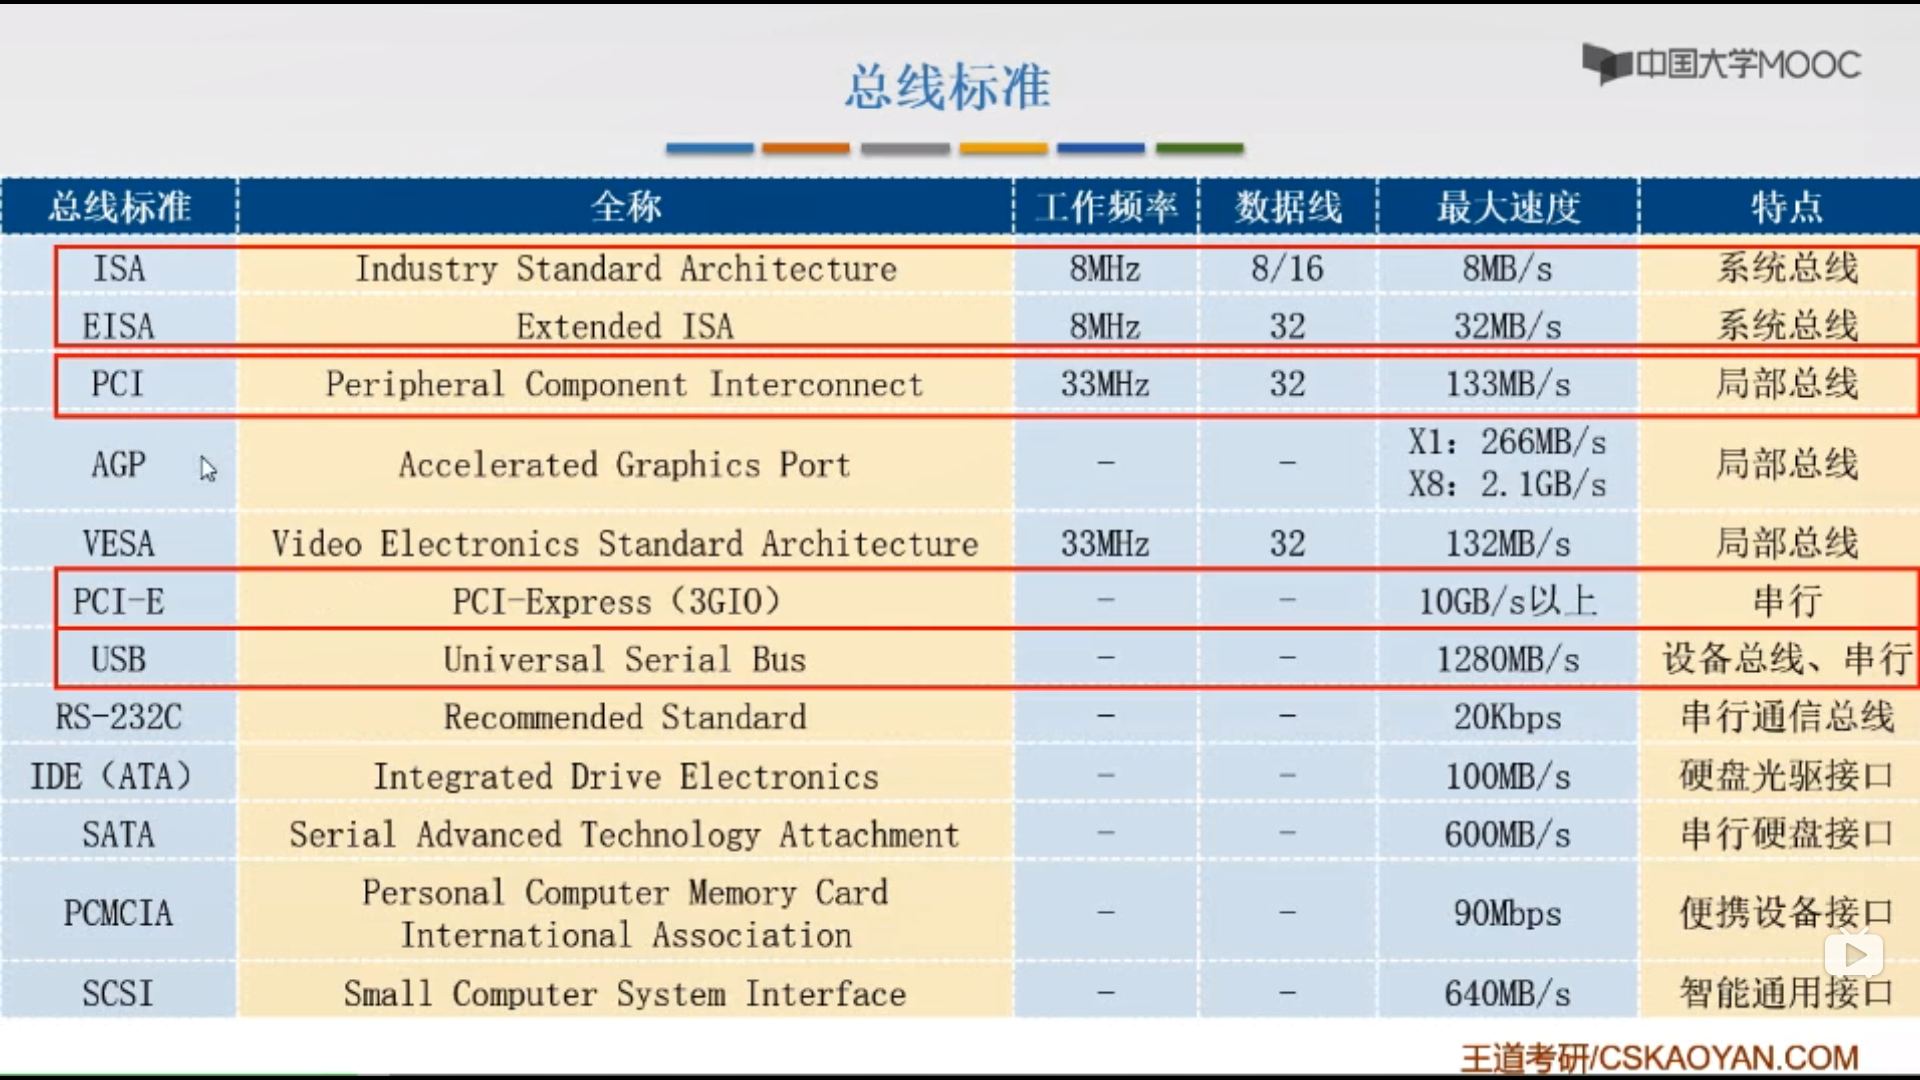 中国大学MOOC
总线标准
总线标准 全称 工作频率 数据线 最大速度 特点
ISA Industry Standard Architecture 8MHz 8/16 8MB/s 系统总线
EISA Extended ISA 8MHz 32 32MB/s 系统总线
PCI Peripheral Component Interconnect 33MHz 32 133MB/s 局部总线
AGP Accelerated Graphics Port — — X1：266MB/s 局部总线
X8：2.1GB/s
VESA Video Electronics Standard Architecture 33MHz 32 132MB/s 局部总线
PCI-E PCI-Express（3GIO） — — 10GB/s以上 串行
USB Universal Serial Bus — — 1280MB/s 设备总线、串行
RS-232C Recommended Standard — — 20Kbps 串行通信总线
IDE（ATA） Integrated Drive Electronics — — 100MB/s 硬盘光驱接口
SATA Serial Advanced Technology Attachment — — 600MB/s 串行硬盘接口
PCMCIA Personal Computer Memory Card — — 90Mbps 便携设备接口
International Association
SCSI Small Computer System Interface — — 640MB/s 智能通用接口
王道考研/CSKAOYAN.COM